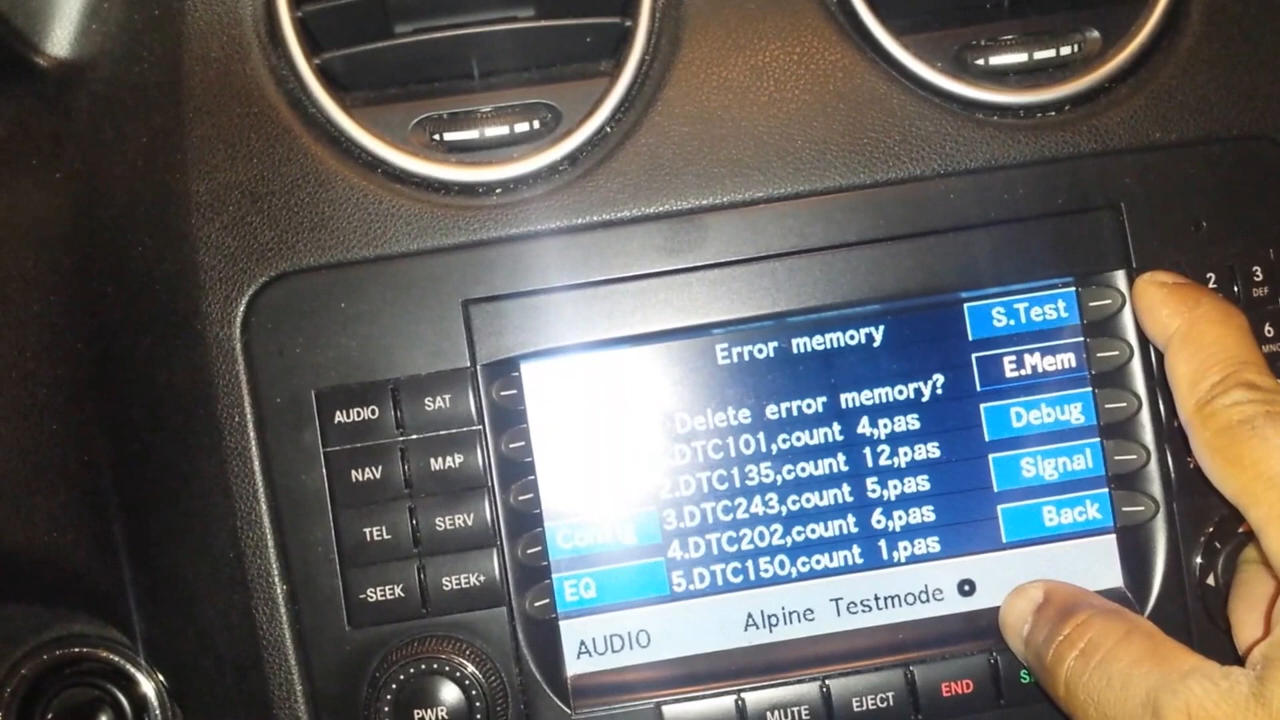 2
3
DEF
6
S.Test
Error memory
E.Mem
Delete error memory?
Debug
.DTC101,count 4,pas
2.DTC135,count 12,pas
Signal
3.DTC243,count 5,pas
Back
4.DTC202,count 6,pas
Config
5.DTC150,count 1,pas
EQ
Alpine Testmode
AUDIO
AUDIO
SAT
NAV
MAP
TEL
SERV
-SEEK
SEEK+
PWR
MUTE
EJECT
END